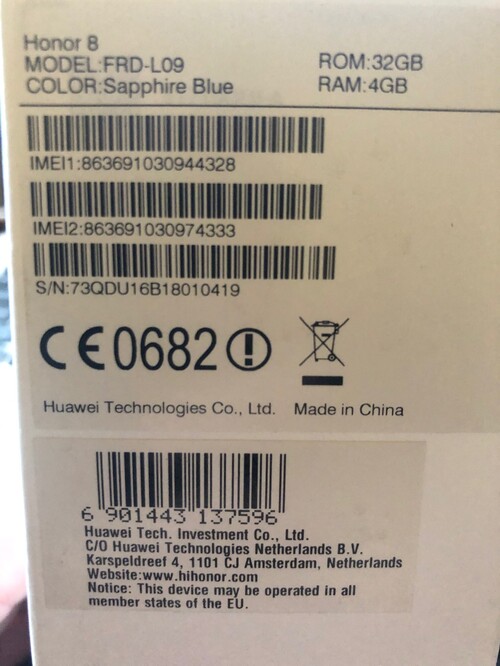 Honor 8
MODEL:FRD-L09 ROM:32GB
COLOR:Sapphire Blue RAM:4GB
IMEI1:863691030944328
IMEI2:863691030974333
S/N:73QDU16B18010419
CE0682
Huawei Technologies Co., Ltd. Made in China
6 901443 137596
Huawei Tech. Investment Co., Ltd.
C/O Huawei Technologies Netherlands B.V.
Karspeldreef 4, 1101 CJ Amsterdam, Netherlands
Website:www.hihonor.com
Notice: This device may be operated in all
member states of the EU.